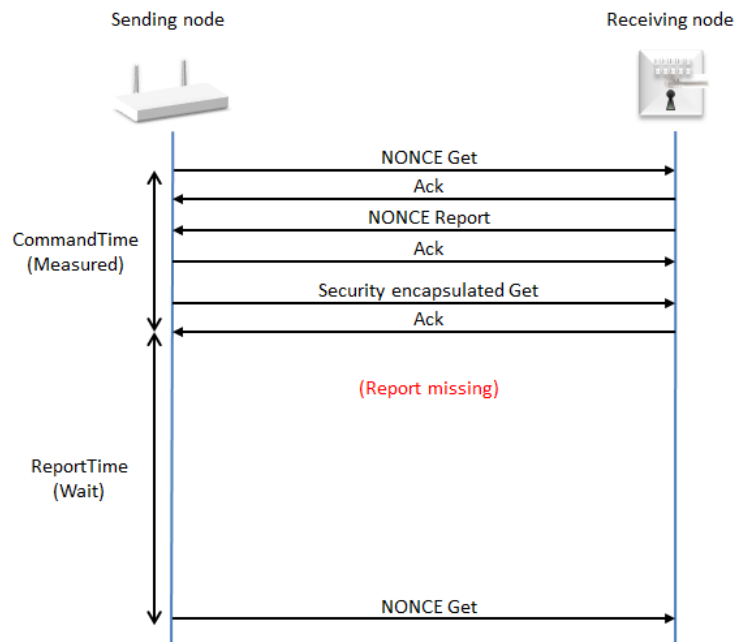 Sending node
Receiving node
NONCE Get
Ack
NONCE Report
CommandTime
(Measured)
Ack
Security encapsulated Get
Ack
(Report missing)
ReportTime
(Wait)
NONCE Get